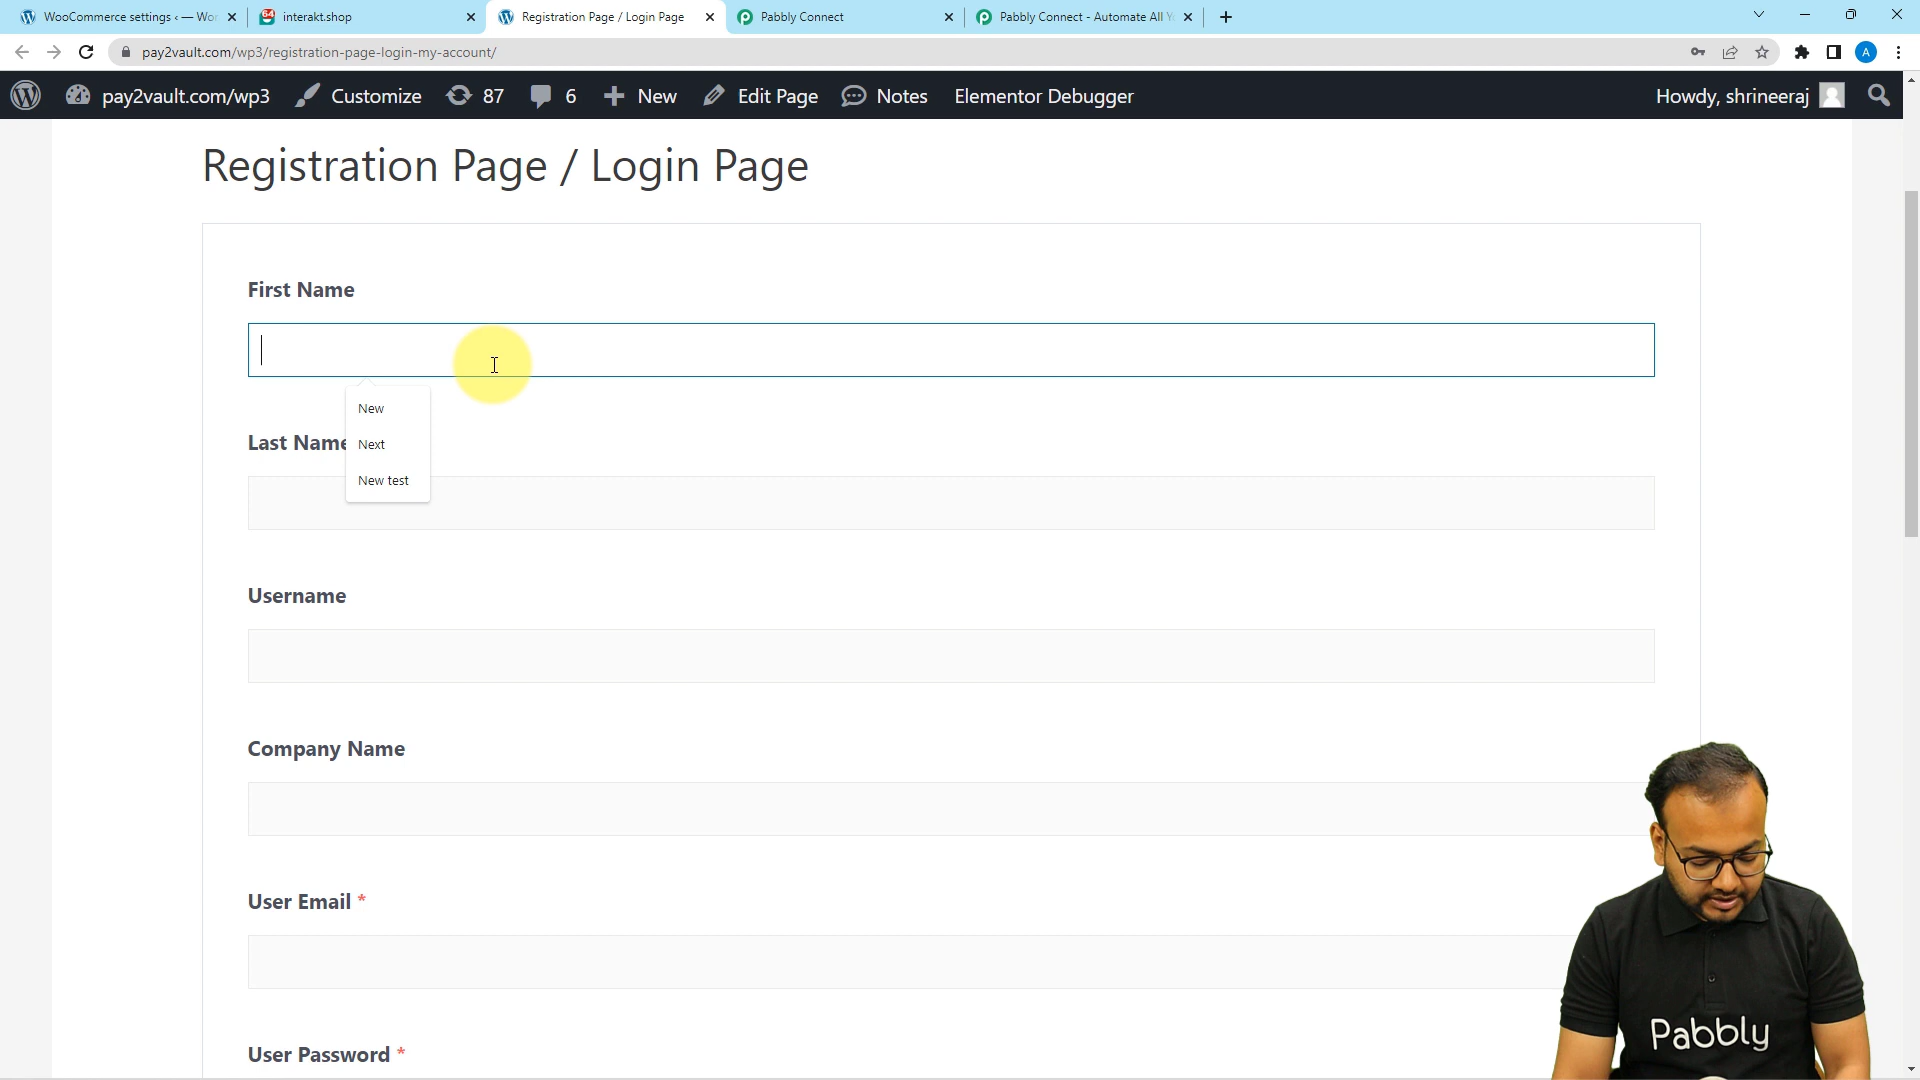 WooCommerce settings ‹ — Wor
interakt.shop
Registration Page / Login Page
Pabbly Connect
Pabbly Connect - Automate All Y
pay2vault.com/wp3/registration-page-login-my-account/
A
pay2vault.com/wp3
Customize
87
6
New
Edit Page
Notes
Elementor Debugger
Howdy, shrineeraj
Registration Page / Login Page
First Name
New
Next
New test
Last Name
Username
Company Name
User Email *
User Password *
Pabbly